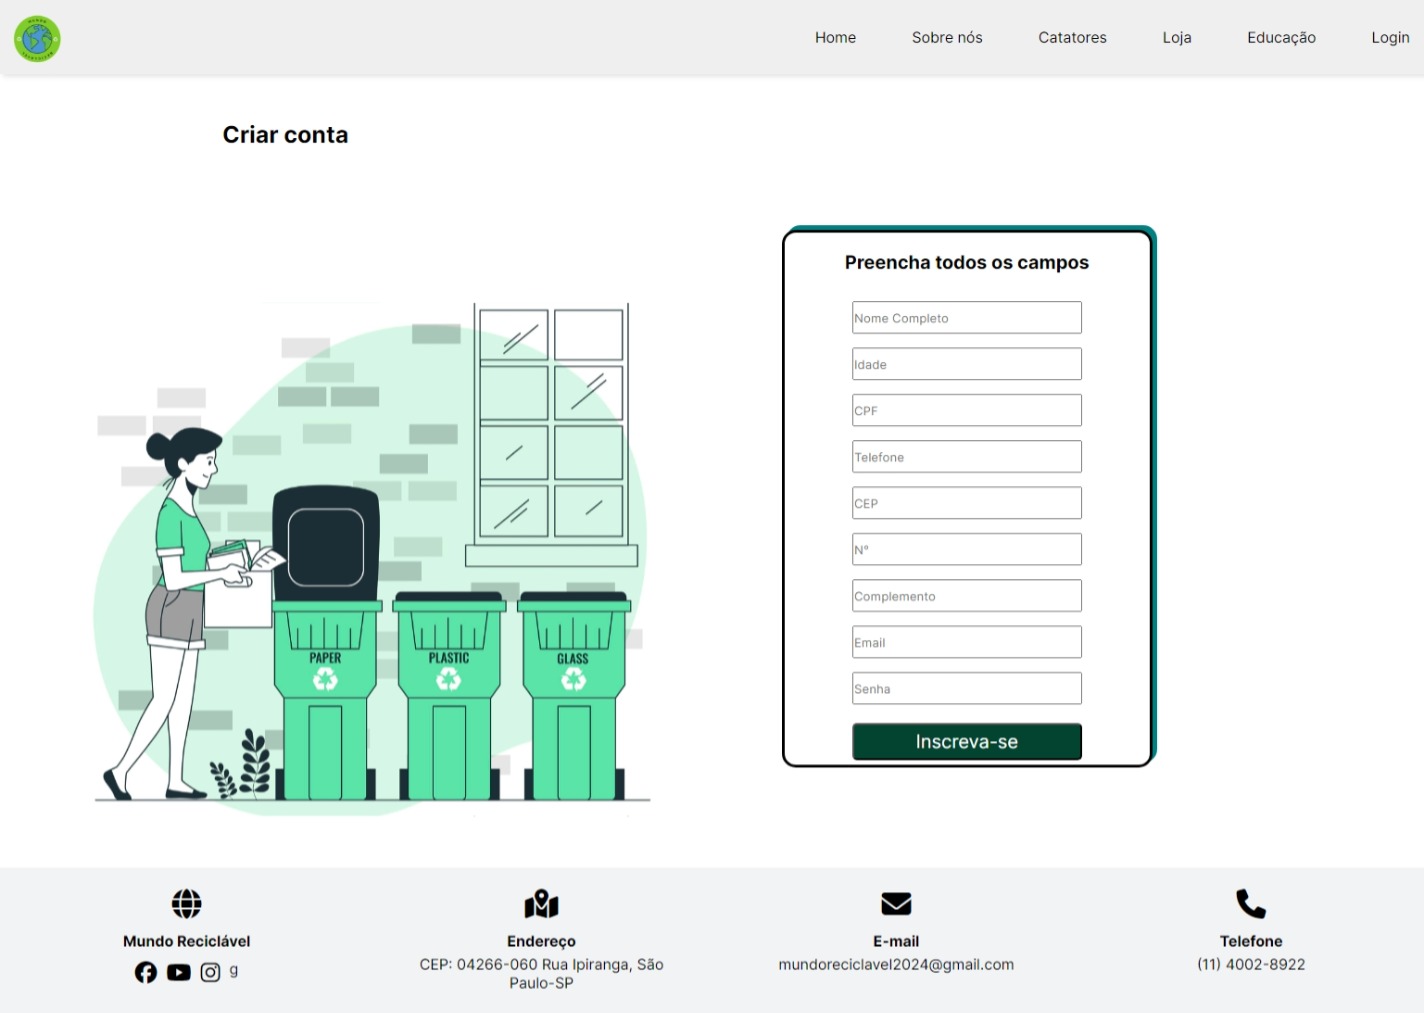 MUNDO
Home
Sobre nós
Catatores
Loja
Educação
Login
Criar conta
Preencha todos os campos
Nome Completo
Idade
CPF
Telefone
CEP
N°
Complemento
Email
Senha
Inscreva-se
PAPER
PLASTIC
GLASS
Mundo Reciclável
g
Endereço
CEP: 04266-060 Rua Ipiranga, São
Paulo-SP
E-mail
mundoreciclavel2024@gmail.com
Telefone
(11) 4002-8922